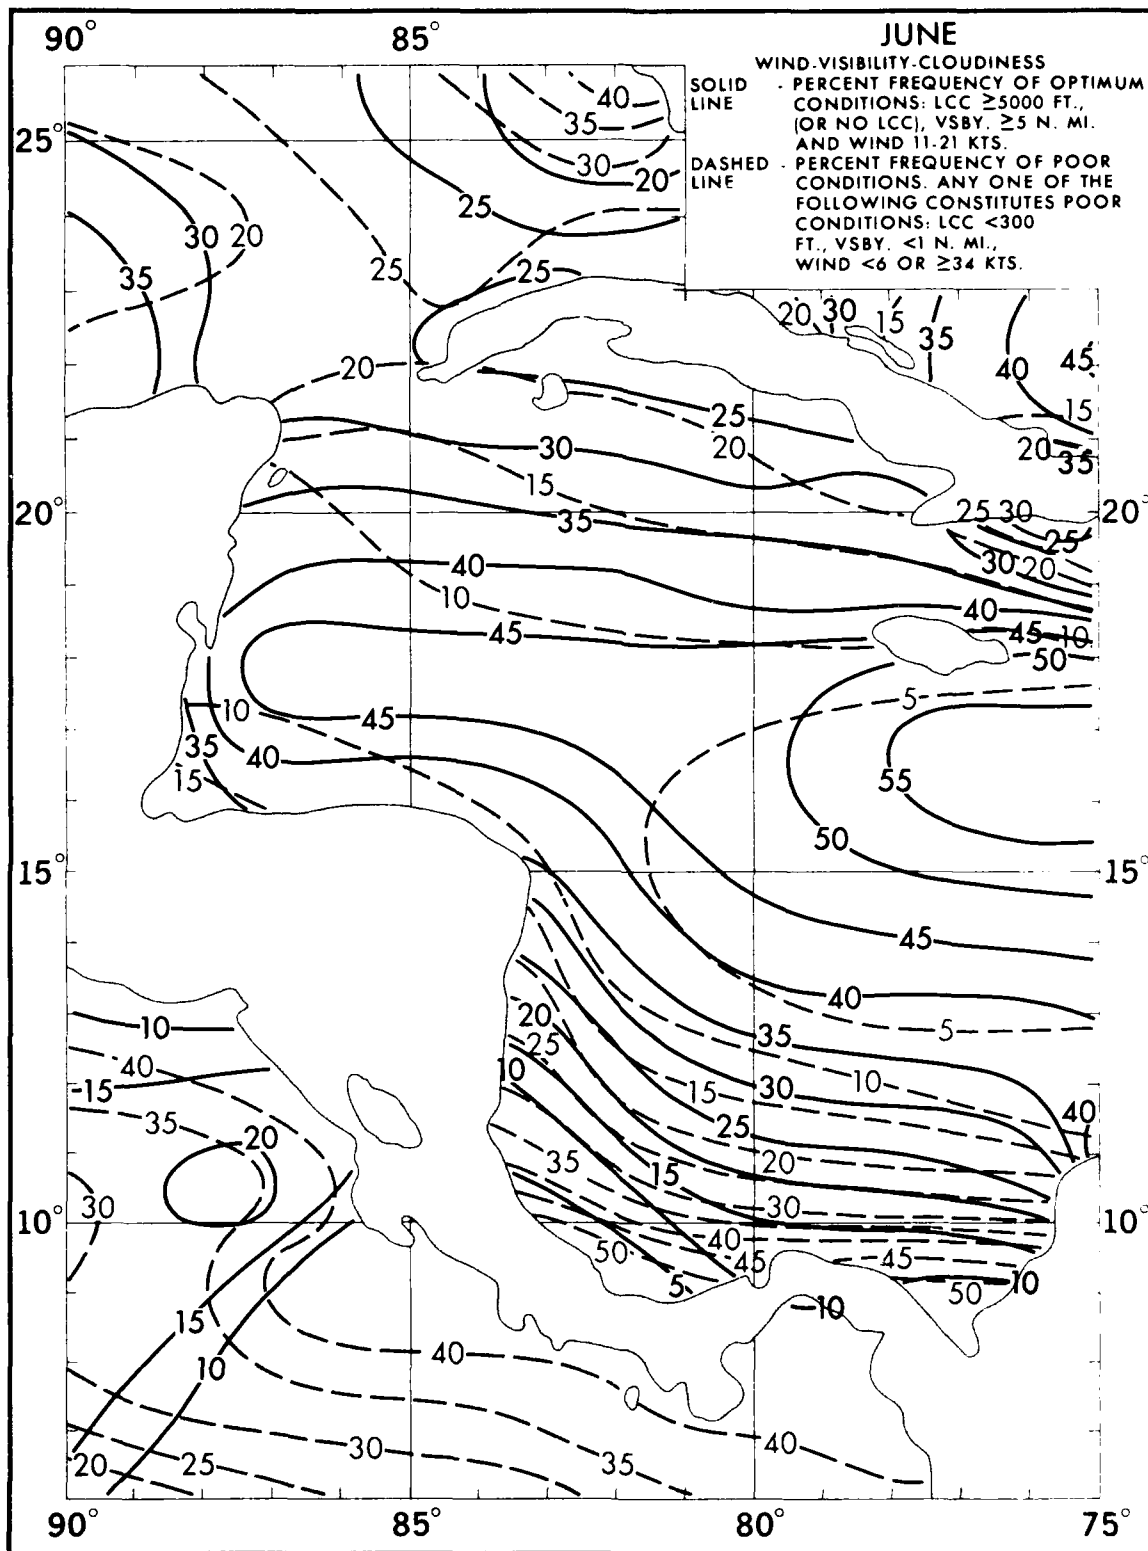 90° 85° JUNE
WIND-VISIBILITY-CLOUDINESS
SOLID LINE - PERCENT FREQUENCY OF OPTIMUM
CONDITIONS: LCC ≥5000 FT.,
(OR NO LCC), VSBY. ≥5 N. MI.
AND WIND 11-21 KTS.
DASHED LINE - PERCENT FREQUENCY OF POOR
CONDITIONS. ANY ONE OF THE
FOLLOWING CONSTITUTES POOR
CONDITIONS: LCC <300
FT., VSBY. <1 N. MI.,
WIND <6 OR ≥34 KTS.
40
35
25°
30
20
25
30 20
35
25 25
20 30 15 35
40 45
20
15
25
30 20
20 35
15
20° 35 25 30 20°
25
40 30 20
10 40
45 45 10
50
10 5
45
35 40
15 55
50
15° 15°
45
40
20 35 5
10 25
40 10 15 30 10
-15 25 40
35 20
35 15 20
30 30
10° 40 10°
50 45 45
5 50 10
15 -10
10 40
30 40
20 25 35
90° 85° 80° 75°